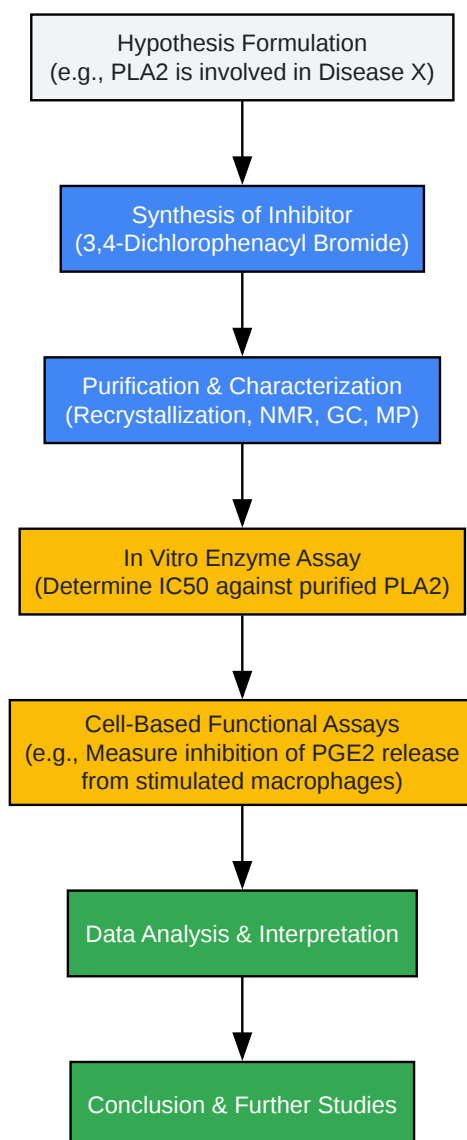 Hypothesis Formulation
(e.g., PLA2 is involved in Disease X)
Synthesis of Inhibitor
(3,4-Dichlorophenacyl Bromide)
Purification & Characterization
(Recrystallization, NMR, GC, MP)
In Vitro Enzyme Assay
(Determine IC50 against purified PLA2)
Cell-Based Functional Assays
(e.g., Measure inhibition of PGE2 release
from stimulated macrophages)
Data Analysis & Interpretation
Conclusion & Further Studies